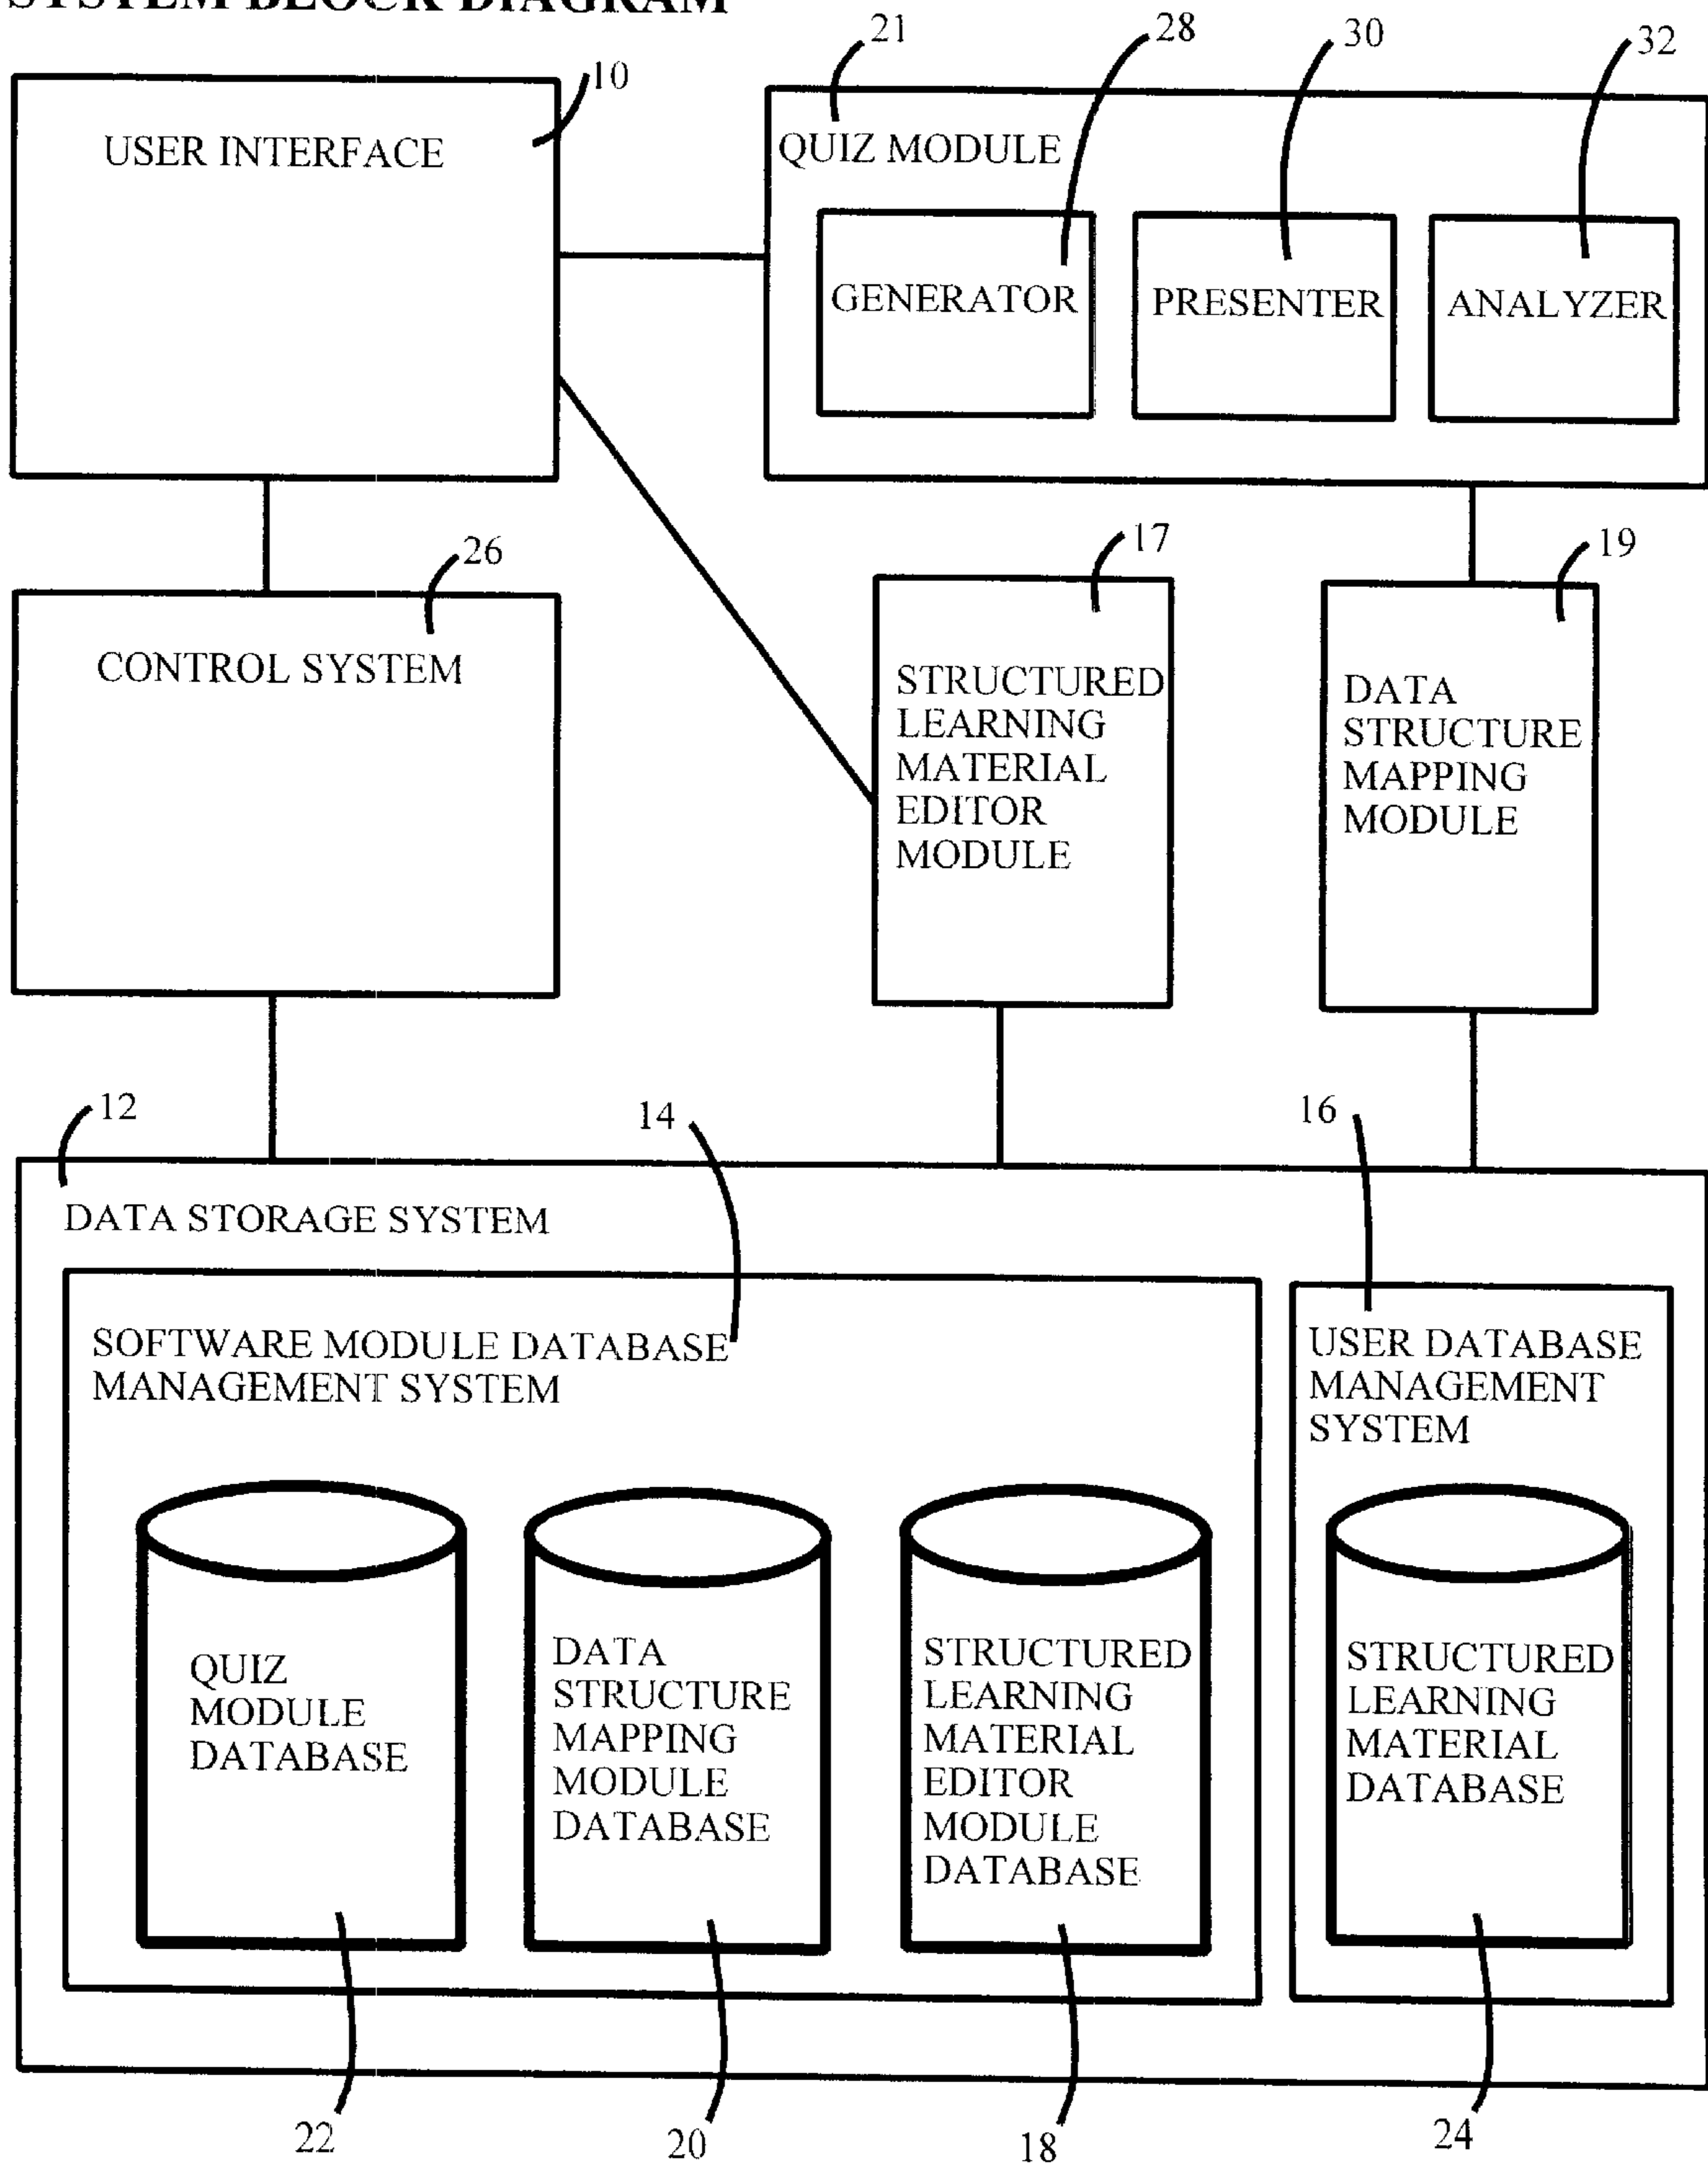 SYSTEM BLOCK DIAGRAM
21
28
30
32
10
USER INTERFACE
QUIZ MODULE
GENERATOR
PRESENTER
ANALYZER
26
17
19
CONTROL SYSTEM
STRUCTURED
LEARNING
MATERIAL
EDITOR
MODULE
DATA
STRUCTURE
MAPPING
MODULE
12
14
16
DATA STORAGE SYSTEM
SOFTWARE MODULE DATABASE
MANAGEMENT SYSTEM
USER DATABASE
MANAGEMENT
SYSTEM
QUIZ
MODULE
DATABASE
DATA
STRUCTURE
MAPPING
MODULE
DATABASE
STRUCTURED
LEARNING
MATERIAL
EDITOR
MODULE
DATABASE
STRUCTURED
LEARNING
MATERIAL
DATABASE
22
20
18
24